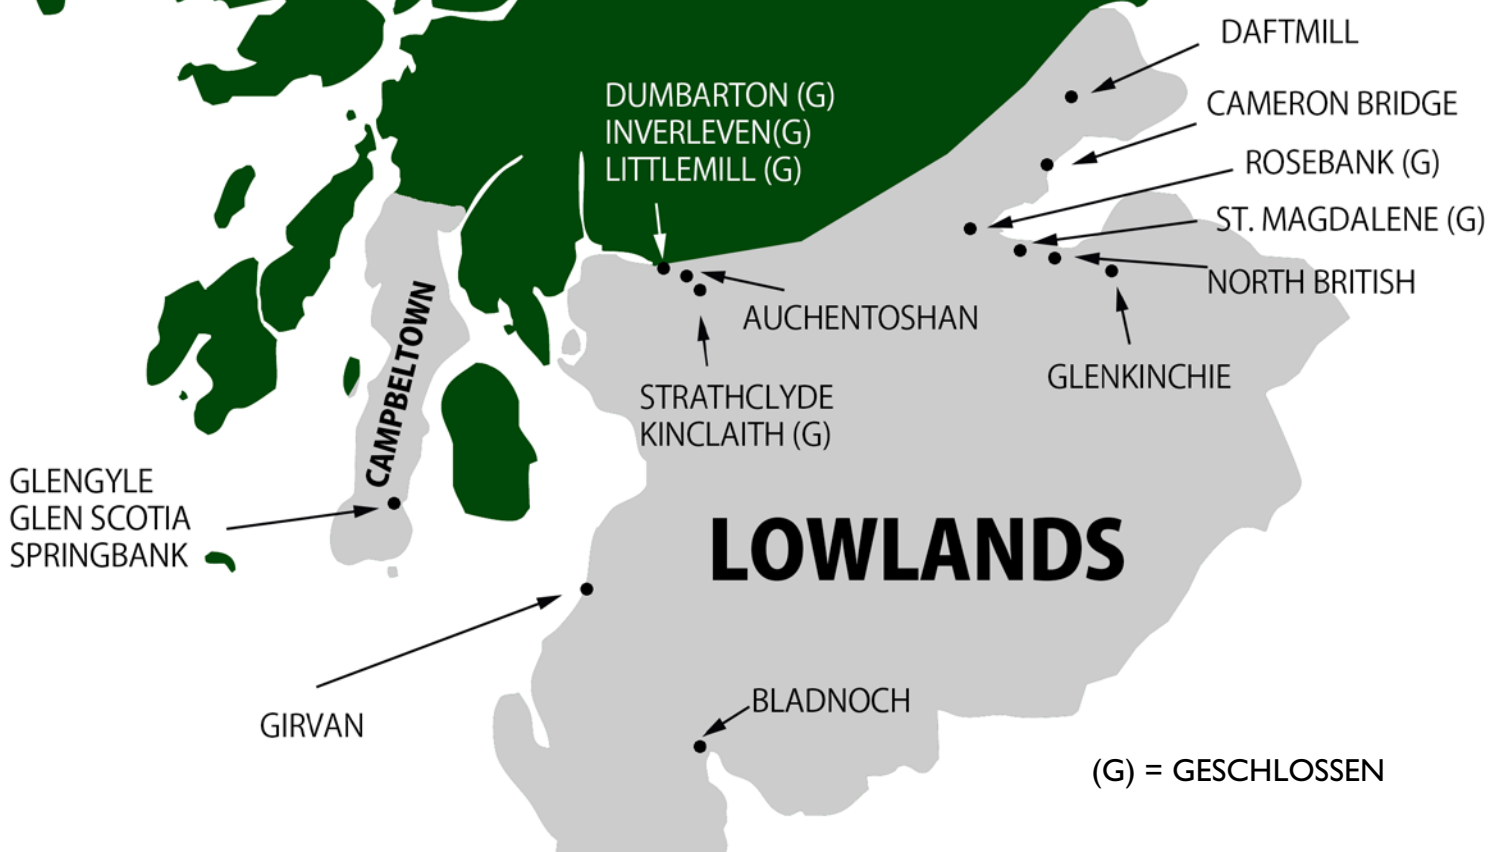 DAFTMILL
DUMBARTON (G)
INVERLEVEN(G)
LITTLEMILL (G)
CAMERON BRIDGE
ROSEBANK (G)
ST. MAGDALENE (G)
NORTH BRITISH
AUCHENTOSHAN
GLENKINCHIE
STRATHCLYDE
KINCLAITH (G)
CAMPBELTOWN
GLENGYLE
GLEN SCOTIA
SPRINGBANK
LOWLANDS
GIRVAN
BLADNOCH
(G) = GESCHLOSSEN